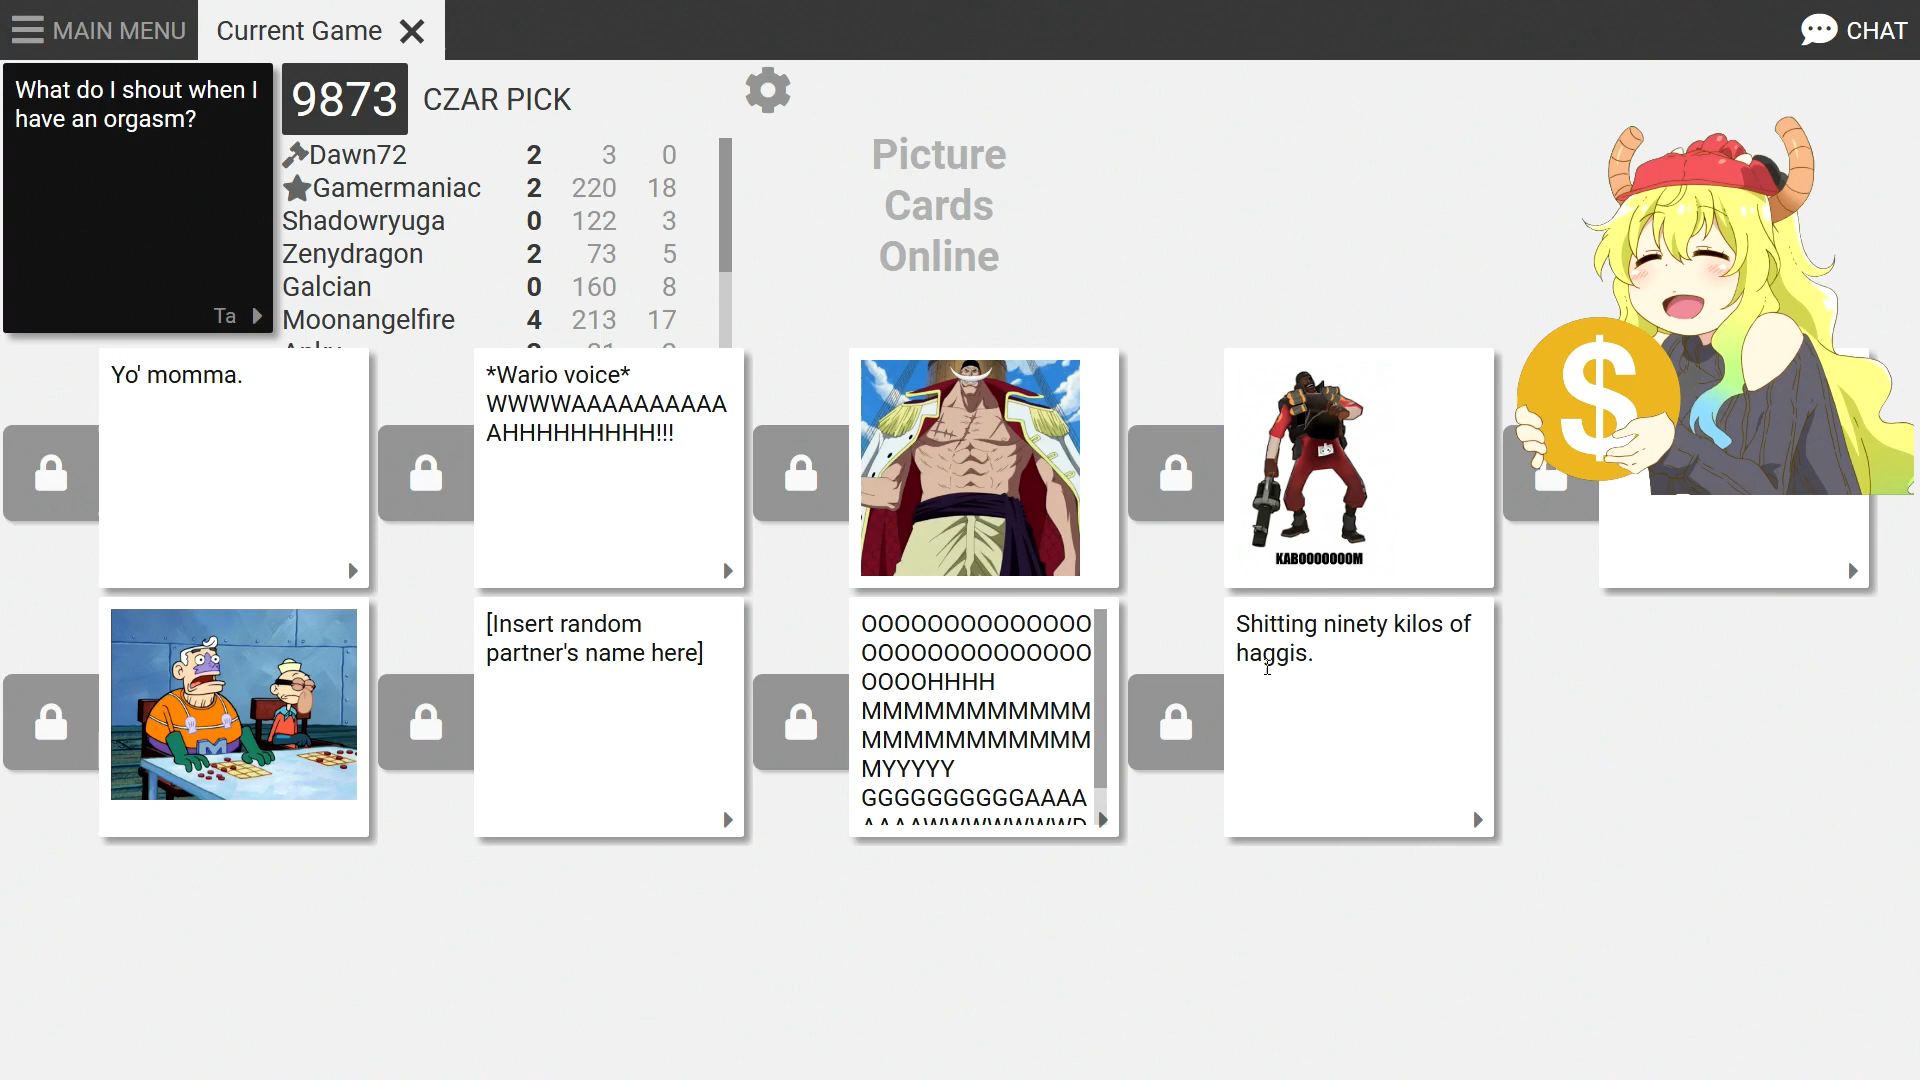 MAIN MENU
Current Game
CHAT
What do I shout when I
have an orgasm?
Ta
9873
CZAR PICK
Dawn72 2 3 0
Gamermaniac 2 220 18
Shadowryuga 0 122 3
Zenydragon 2 73 5
Galcian 0 160 8
Moonangelfire 4 213 17
Picture
Cards
Online
$
Yo' momma.
*Wario voice*
WWWWAAAAAAAAAA
AHHHHHHHHHH!!!
KABOOOOOOOM
M
[Insert random
partner's name here]
OOOOOOOOOOOOOO
OOOOOOOOOOOOOO
OOOOHHHH
MMMMMMMMMMM
MMMMMMMMMMM
MYYYYY
GGGGGGGGGGAAAA
Shitting ninety kilos of
haggis.